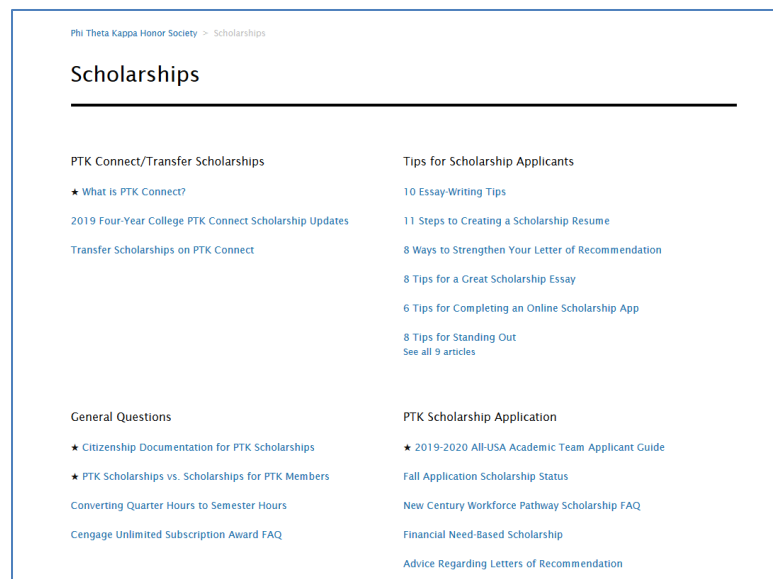 Phi Theta Kappa Honor Society > Scholarships
Scholarships
PTK Connect/Transfer Scholarships
★ What is PTK Connect?
2019 Four-Year College PTK Connect Scholarship Updates
Transfer Scholarships on PTK Connect
Tips for Scholarship Applicants
10 Essay-Writing Tips
11 Steps to Creating a Scholarship Resume
8 Ways to Strengthen Your Letter of Recommendation
8 Tips for a Great Scholarship Essay
6 Tips for Completing an Online Scholarship App
8 Tips for Standing Out
See all 9 articles
General Questions
★ Citizenship Documentation for PTK Scholarships
★ PTK Scholarships vs. Scholarships for PTK Members
Converting Quarter Hours to Semester Hours
Cengage Unlimited Subscription Award FAQ
PTK Scholarship Application
★ 2019-2020 All-USA Academic Team Applicant Guide
Fall Application Scholarship Status
New Century Workforce Pathway Scholarship FAQ
Financial Need-Based Scholarship
Advice Regarding Letters of Recommendation